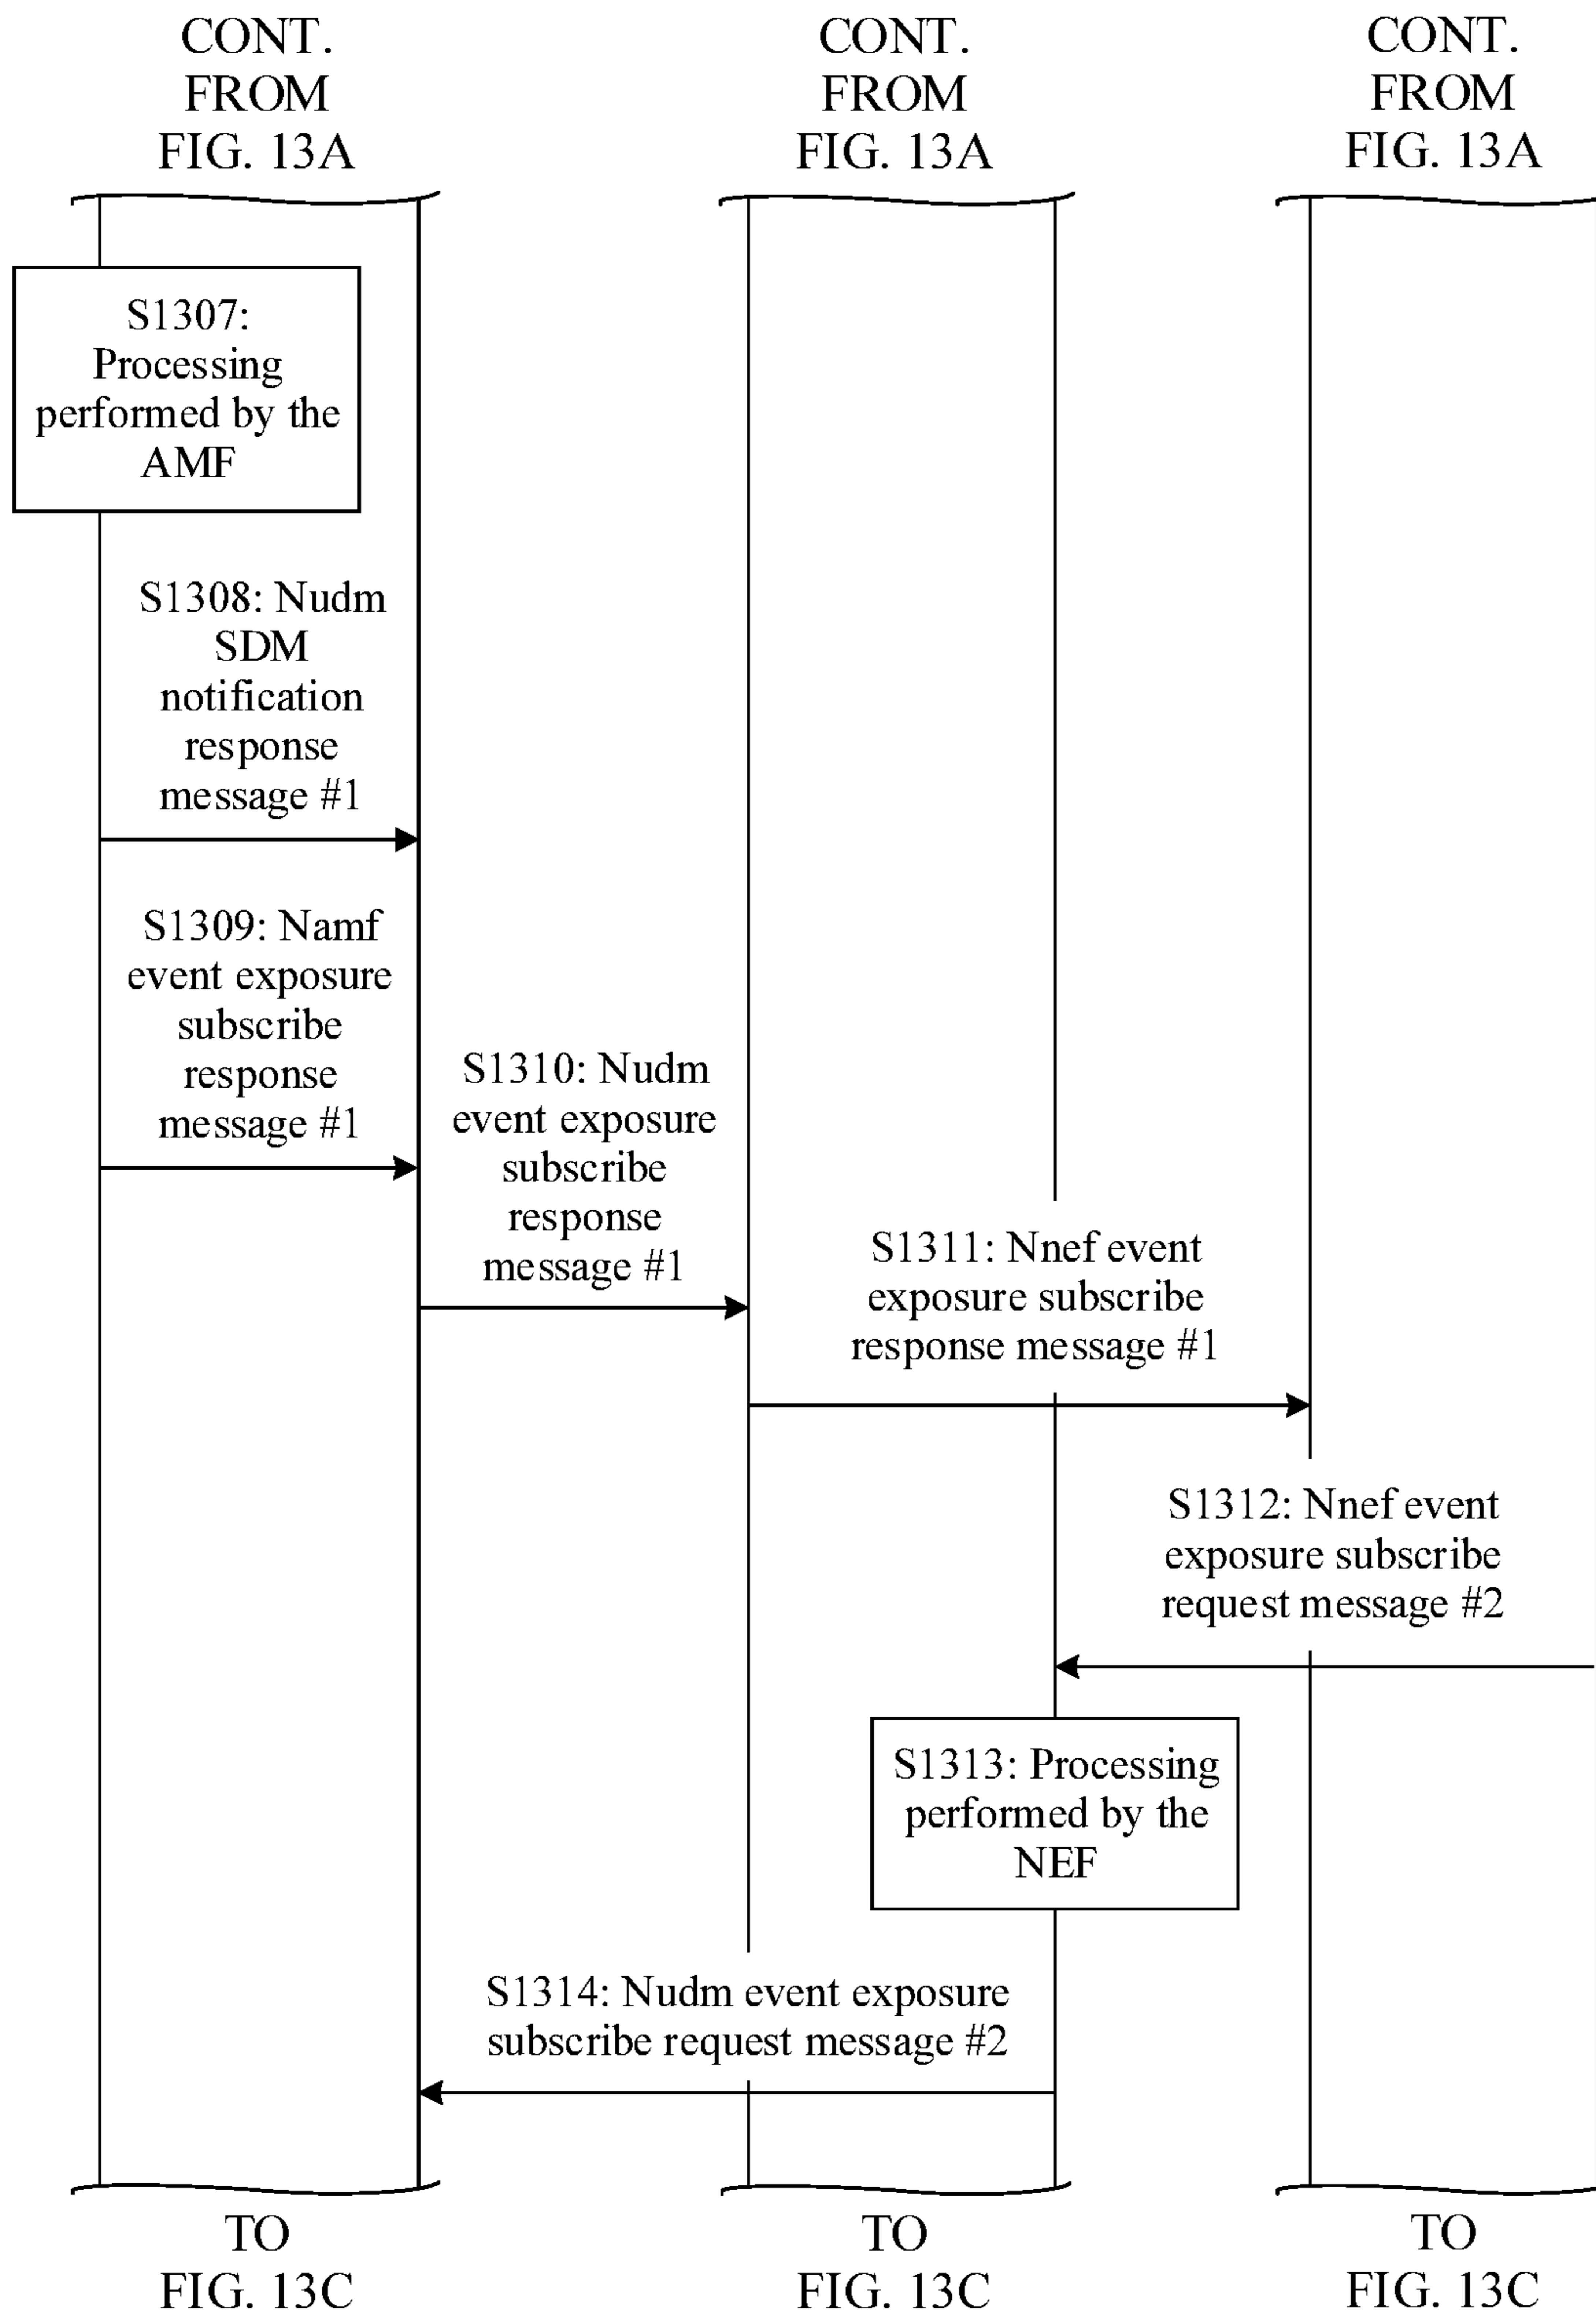 CONT.
FROM
FIG. 13A
CONT.
FROM
FIG. 13A
CONT.
FROM
FIG. 13A
S1307:
Processing
performed by the
AMF
S1308: Nudm
SDM
notification
response
message #1
S1309: Namf
event exposure
subscribe
response
message #1
S1310: Nudm
event exposure
subscribe
response
message #1
S1311: Nnef event
exposure subscribe
response message #1
S1312: Nnef event
exposure subscribe
request message #2
S1313: Processing
performed by the
NEF
S1314: Nudm event exposure
subscribe request message #2
TO
FIG. 13C
TO
FIG. 13C
TO
FIG. 13C